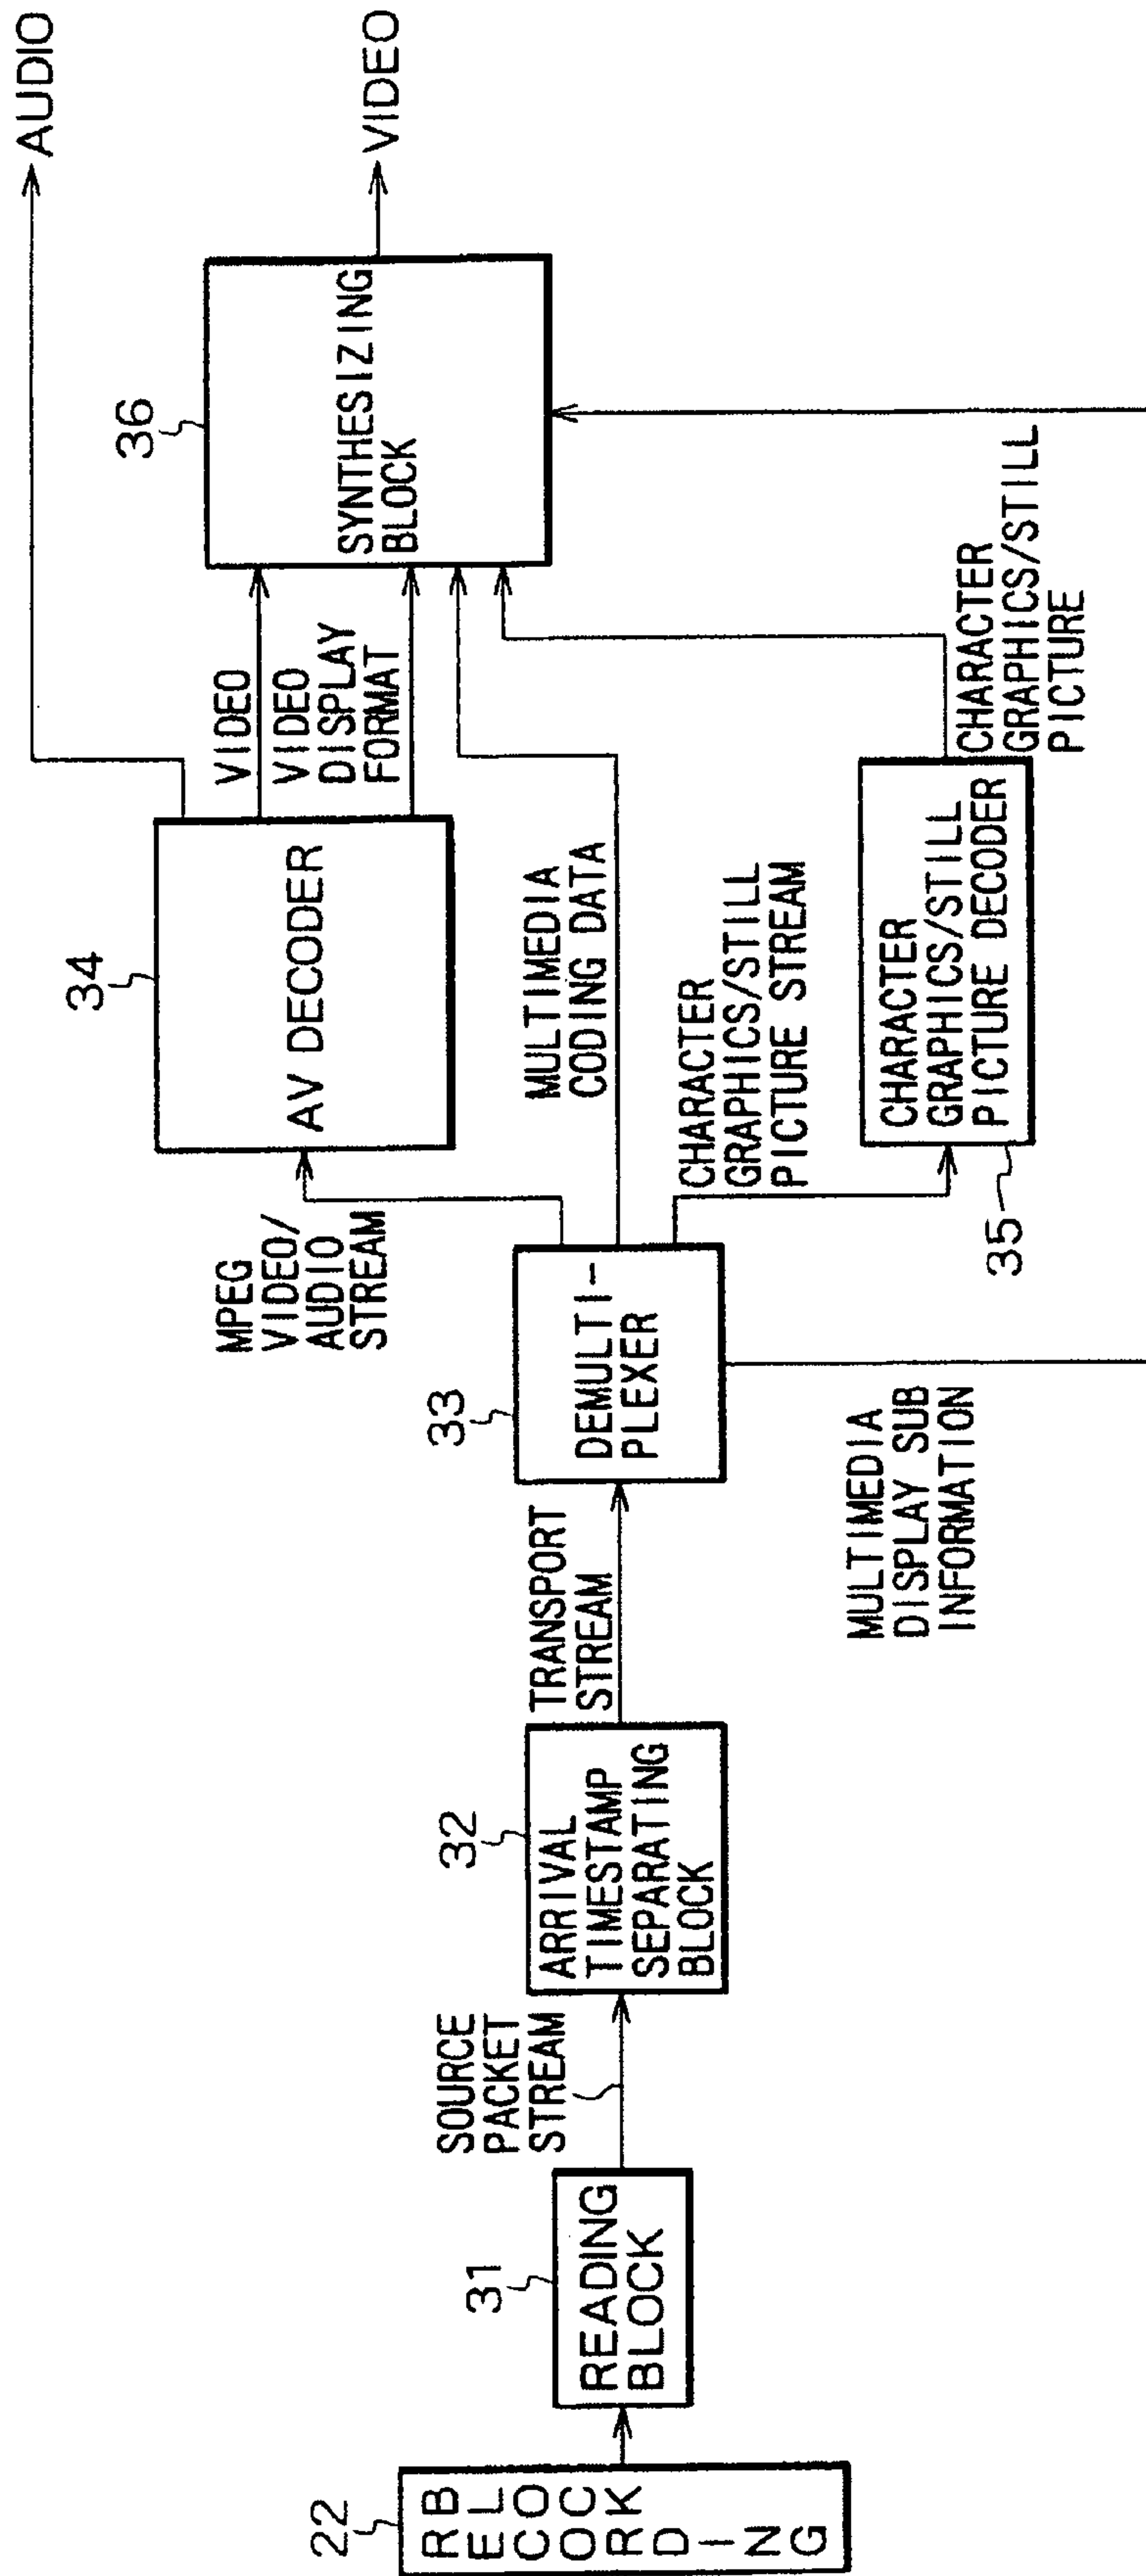 22
RECORDING
BLOCK
31
READING
BLOCK
SOURCE
PACKET
STREAM
32
ARRIVAL
TIMESTAMP
SEPARATING
BLOCK
TRANSPORT
STREAM
33
DEMULTI-
PLEXER
MPEG
VIDEO/
AUDIO
STREAM
34
AV DECODER
MULTIMEDIA
CODING DATA
CHARACTER
GRAPHICS/STILL
PICTURE STREAM
35
CHARACTER
GRAPHICS/STILL
PICTURE DECODER
MULTIMEDIA
DISPLAY SUB
INFORMATION
VIDEO
VIDEO
DISPLAY
FORMAT
CHARACTER
GRAPHICS/STILL
PICTURE
36
SYNTHESIZING
BLOCK
AUDIO
VIDEO